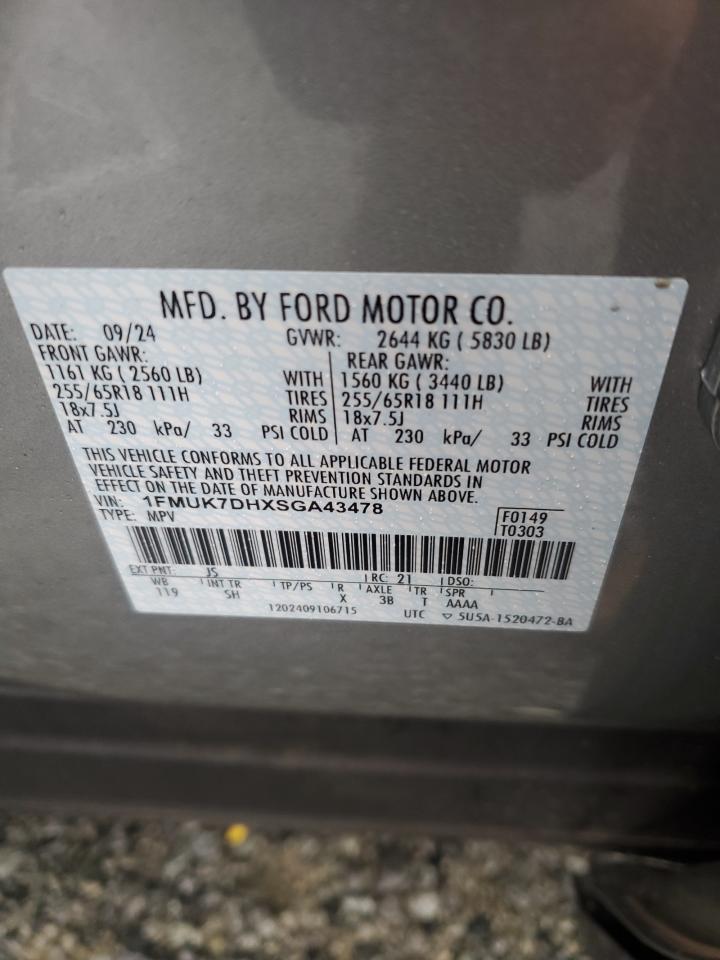 MFD. BY FORD MOTOR CO.
DATE: 09/24 GVWR: 2644 KG ( 5830 LB)
FRONT GAWR: REAR GAWR:
1161 KG ( 2560 LB) WITH 1560 KG ( 3440 LB) WITH
255/65R18 111H TIRES 255/65R18 111H TIRES
18x7.5J RIMS 18x7.5J RIMS
AT 230 kPa/ 33 PSI COLD AT 230 kPa/ 33 PSI COLD
THIS VEHICLE CONFORMS TO ALL APPLICABLE FEDERAL MOTOR
VEHICLE SAFETY AND THEFT PREVENTION STANDARDS IN
EFFECT ON THE DATE OF MANUFACTURE SHOWN ABOVE.
VIN: 1FMUK7DHXSGA43478 F0149
TYPE: MPV T0303
EXT PNT: JS RC: 21 DSO:
WB INT TR TP/PS R AXLE TR SPR
119 SH X 3B T AAAA
1202409106715 UTC ▽ SU5A-1520472-BA